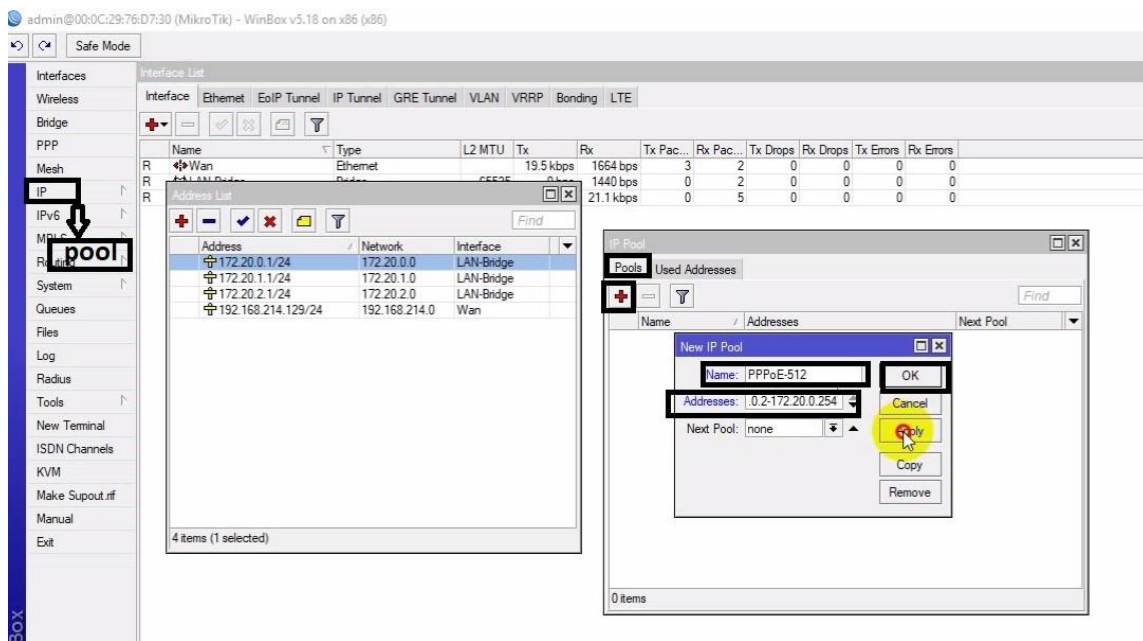 admin@00:0C:29:76:D7:30 (MikroTik) - WinBox v5.18 on x86 (x86)
Safe Mode
Interfaces
Wireless
Bridge
PPP
Mesh
IP
IPv6
pool
System
Queues
Files
Log
Radius
Tools
New Terminal
ISDN Channels
KVM
Make Supout.rif
Manual
Exit
Interface List
Interface Ethernet EoIP Tunnel IP Tunnel GRE Tunnel VLAN VRRP Bonding LTE
Name Type L2 MTU Tx Rx Tx Pac... Rx Pac... Tx Drops Rx Drops Tx Errors Rx Errors
R Wan Ethernet 19.5 kbps 1664 bps 3 2 0 0 0 0
R 1440 bps 0 2 0 0 0 0
R 21.1 kbps 0 5 0 0 0 0
Address List
Find
Address Network Interface
172.20.0.1/24 172.20.0.0 LAN-Bridge
172.20.1.1/24 172.20.1.0 LAN-Bridge
172.20.2.1/24 172.20.2.0 LAN-Bridge
192.168.214.129/24 192.168.214.0 Wan
4 items (1 selected)
IP Pool
Pools Used Addresses
Find
Name Addresses Next Pool
New IP Pool
Name: PPPoE-512 OK
Addresses: .0.2-172.20.0.254 Cancel
Next Pool: none
Copy
Remove
0 items